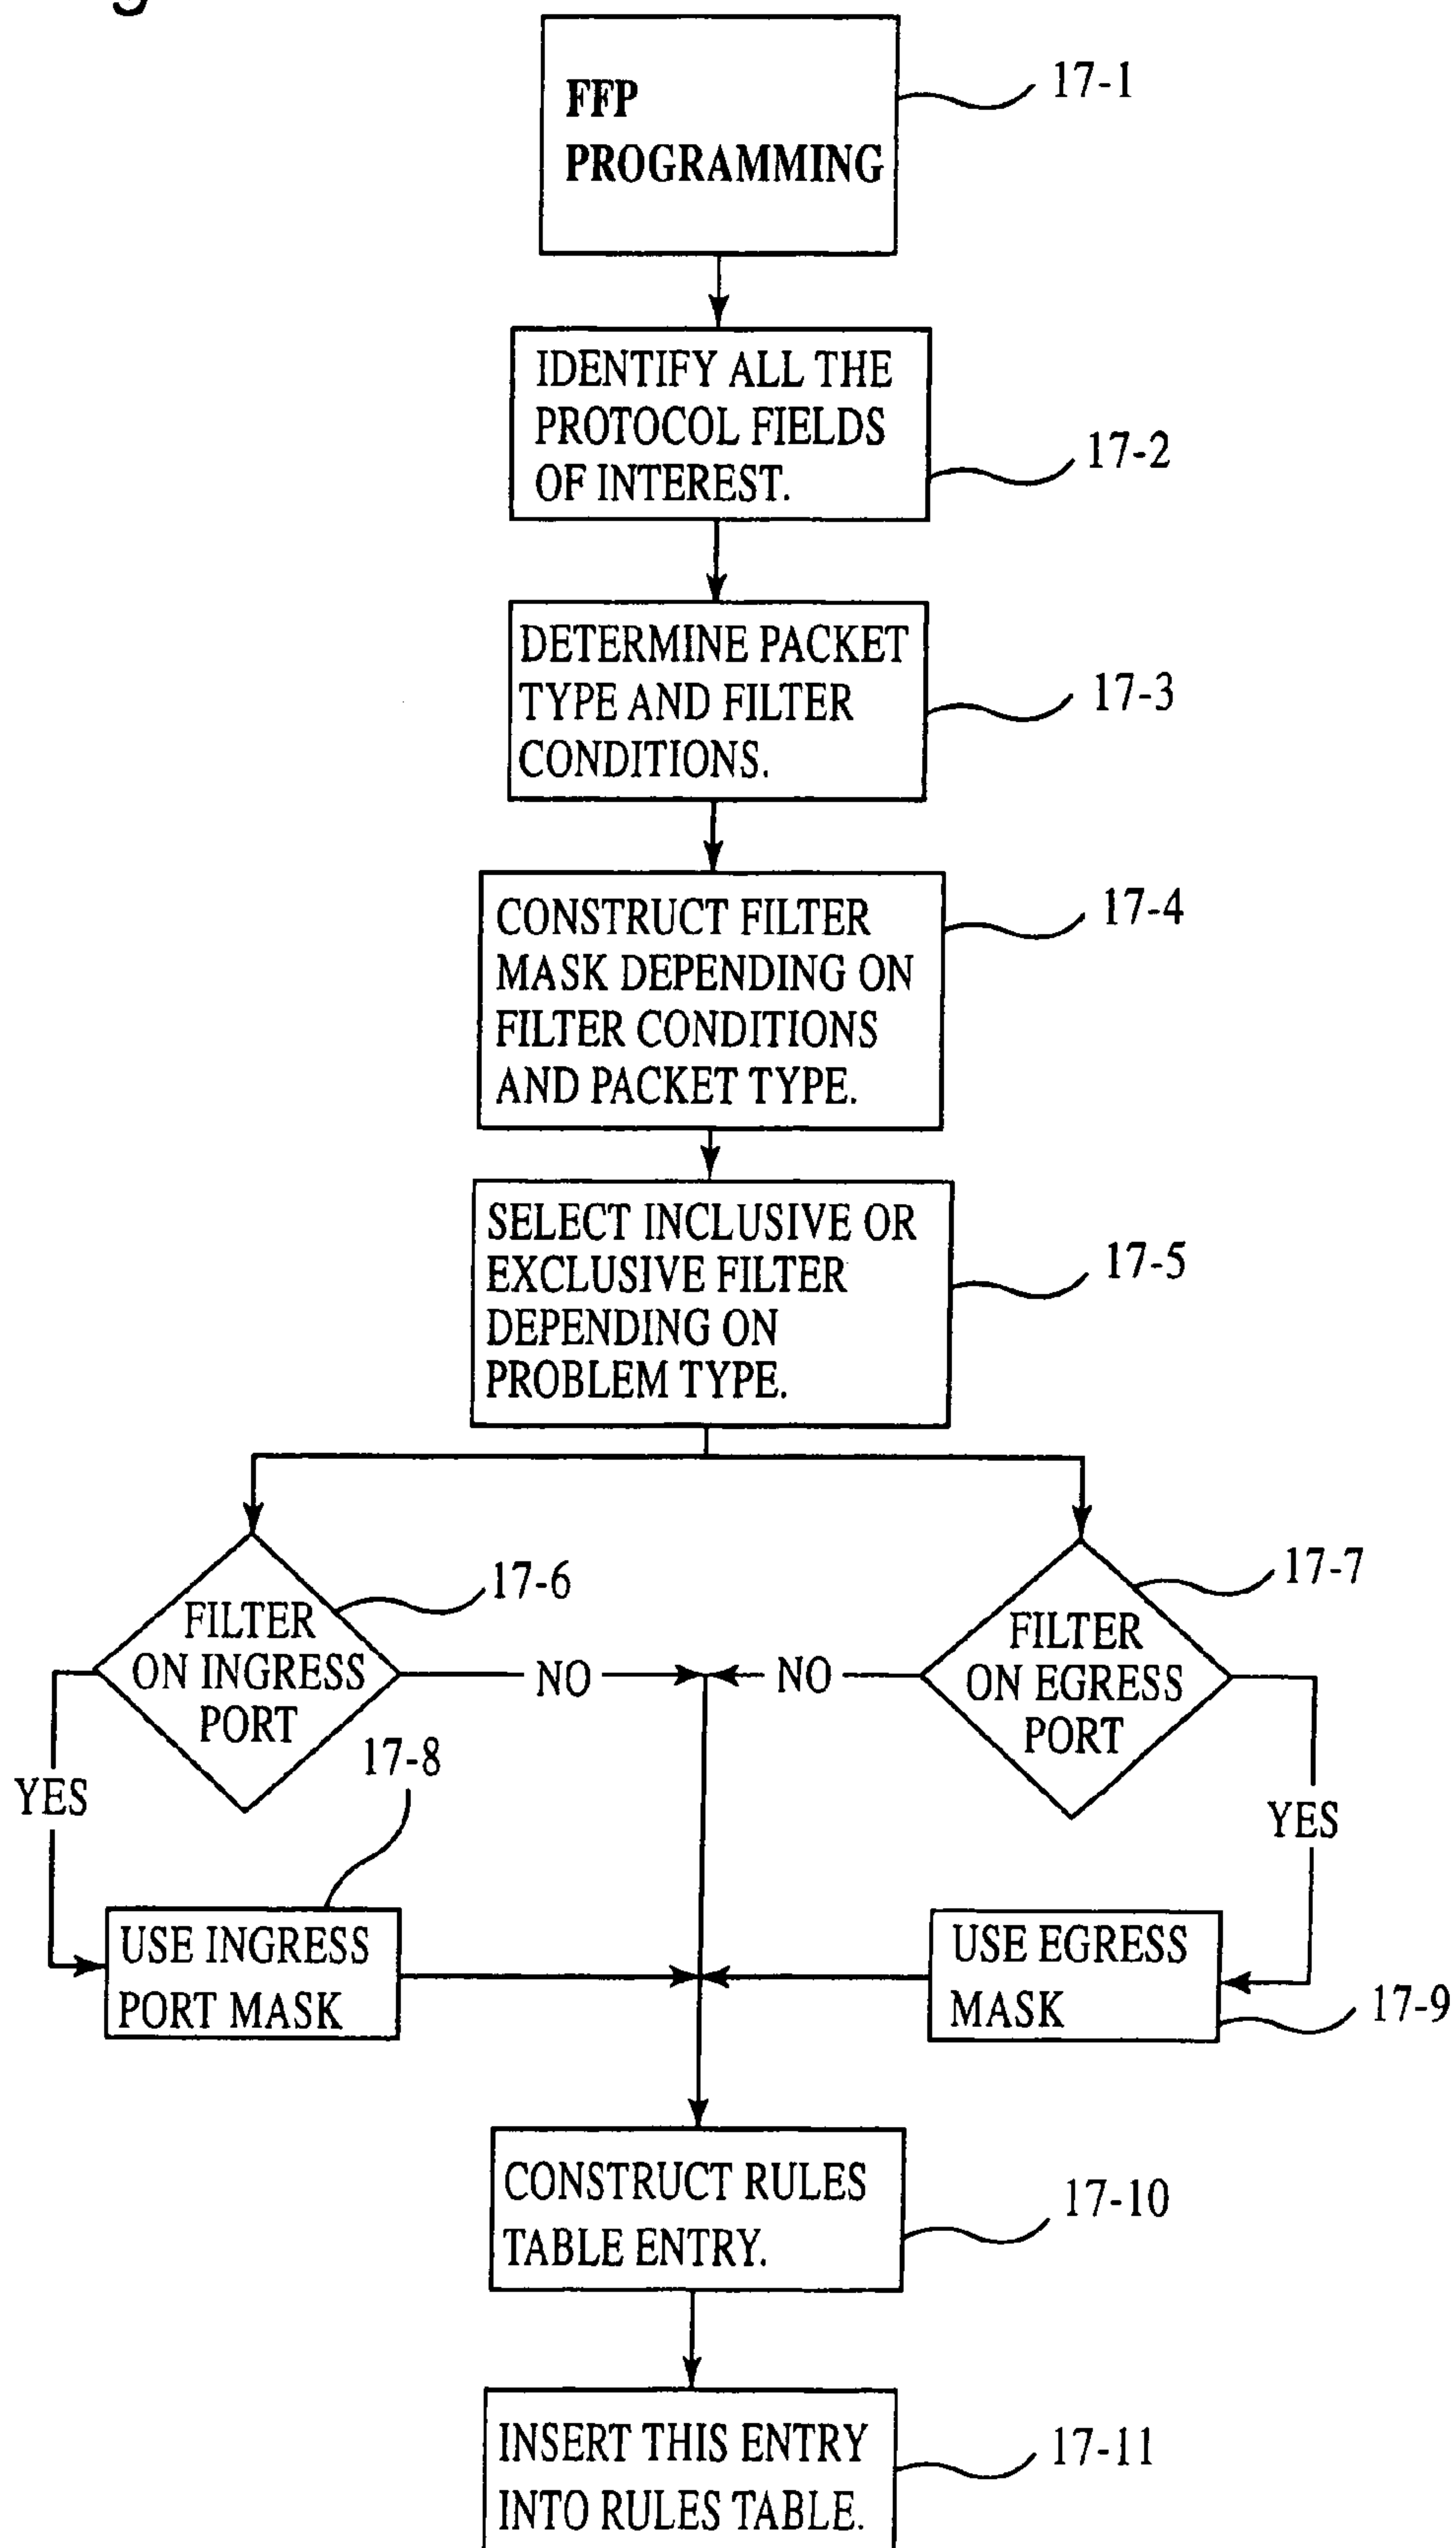 FFP
PROGRAMMING
17-1
IDENTIFY ALL THE
PROTOCOL FIELDS
OF INTEREST.
17-2
DETERMINE PACKET
TYPE AND FILTER
CONDITIONS.
17-3
CONSTRUCT FILTER
MASK DEPENDING ON
FILTER CONDITIONS
AND PACKET TYPE.
17-4
SELECT INCLUSIVE OR
EXCLUSIVE FILTER
DEPENDING ON
PROBLEM TYPE.
17-5
FILTER
ON INGRESS
PORT
17-6
NO
NO
FILTER
ON EGRESS
PORT
17-7
YES
17-8
YES
USE INGRESS
PORT MASK
USE EGRESS
MASK
17-9
CONSTRUCT RULES
TABLE ENTRY.
17-10
INSERT THIS ENTRY
INTO RULES TABLE.
17-11